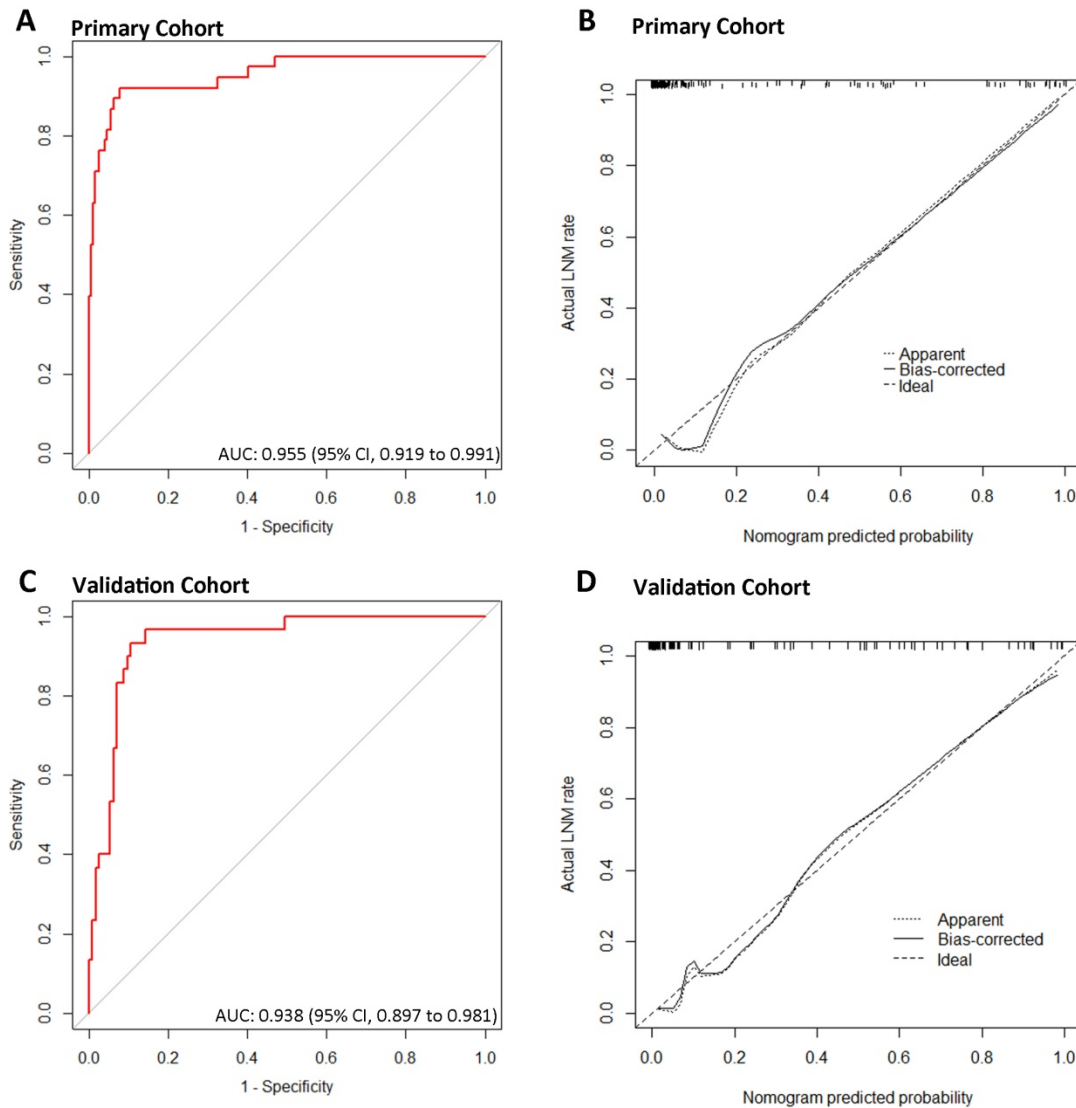 A
Primary Cohort
Sensitivity
0.0 0.2 0.4 0.6 0.8 1.0
AUC: 0.955 (95% CI, 0.919 to 0.991)
0.0 0.2 0.4 0.6 0.8 1.0
1 - Specificity
B
Primary Cohort
Actual LNM rate
0.0 0.2 0.4 0.6 0.8 1.0
Apparent
Bias-corrected
Ideal
0.0 0.2 0.4 0.6 0.8 1.0
Nomogram predicted probability
C
Validation Cohort
Sensitivity
0.0 0.2 0.4 0.6 0.8 1.0
AUC: 0.938 (95% CI, 0.897 to 0.981)
0.0 0.2 0.4 0.6 0.8 1.0
1 - Specificity
D
Validation Cohort
Actual LNM rate
0.0 0.2 0.4 0.6 0.8 1.0
Apparent
Bias-corrected
Ideal
0.0 0.2 0.4 0.6 0.8 1.0
Nomogram predicted probability